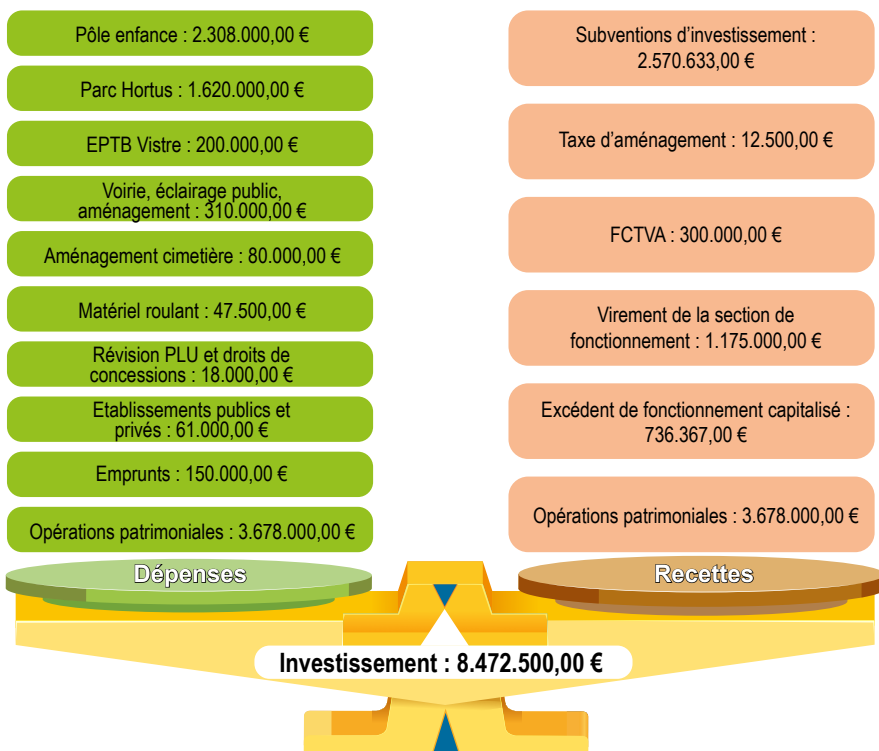 Pôle enfance : 2.308.000,00 €
Parc Hortus : 1.620.000,00 €
EPTB Vistre : 200.000,00 €
Voirie, éclairage public,
aménagement : 310.000,00 €
Aménagement cimetière : 80.000,00 €
Matériel roulant : 47.500,00 €
Révision PLU et droits de
concessions : 18.000,00 €
Etablissements publics et
privés : 61.000,00 €
Emprunts : 150.000,00 €
Opérations patrimoniales : 3.678.000,00 €
Dépenses
Subventions d’investissement :
2.570.633,00 €
Taxe d’aménagement : 12.500,00 €
FCTVA : 300.000,00 €
Virement de la section de
fonctionnement : 1.175.000,00 €
Excédent de fonctionnement capitalisé :
736.367,00 €
Opérations patrimoniales : 3.678.000,00 €
Recettes
Investissement : 8.472.500,00 €